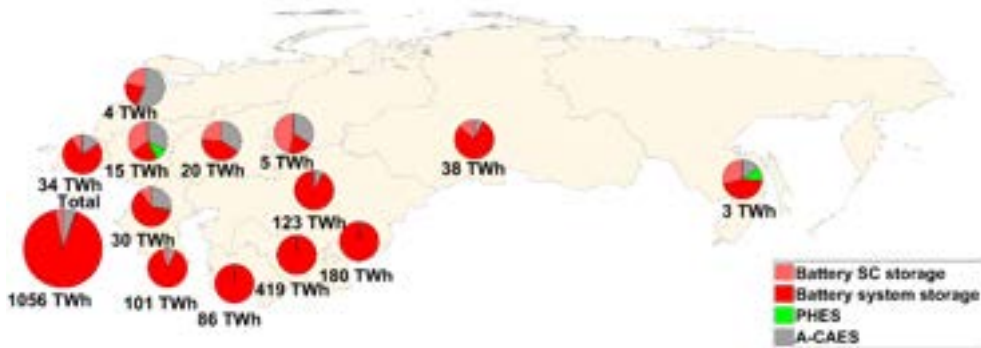 4 TWh
15 TWh
20 TWh
5 TWh
38 TWh
34 TWh
Total
3 TWh
30 TWh
123 TWh
180 TWh
1056 TWh
101 TWh
419 TWh
86 TWh
Battery SC storage
Battery system storage
PHES
A-CAES